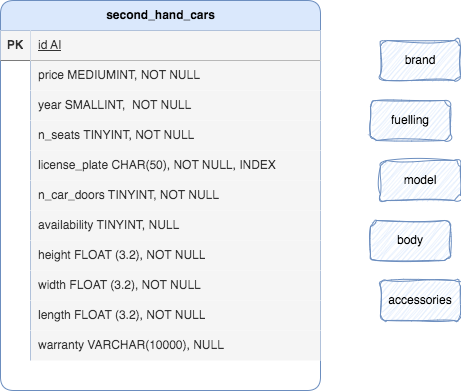 second_hand_cars
PK id AI
price MEDIUMINT, NOT NULL
year SMALLINT, NOT NULL
n_seats TINYINT, NOT NULL
license_plate CHAR(50), NOT NULL, INDEX
n_car_doors TINYINT, NOT NULL
availability TINYINT, NULL
height FLOAT (3.2), NOT NULL
width FLOAT (3.2), NOT NULL
length FLOAT (3.2), NOT NULL
warranty VARCHAR(10000), NULL
brand
fuelling
model
body
accessories